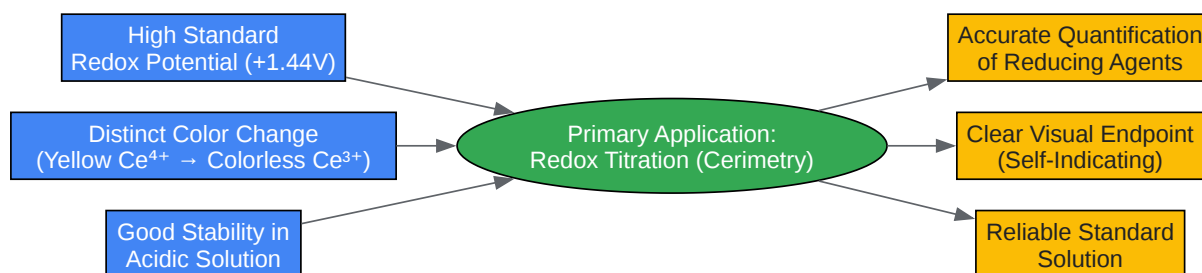 High Standard
Redox Potential (+1.44V)
Distinct Color Change
(Yellow Ce⁴⁺ → Colorless Ce³⁺)
Good Stability in
Acidic Solution
Primary Application:
Redox Titration (Cerimetry)
Accurate Quantification
of Reducing Agents
Clear Visual Endpoint
(Self-Indicating)
Reliable Standard
Solution